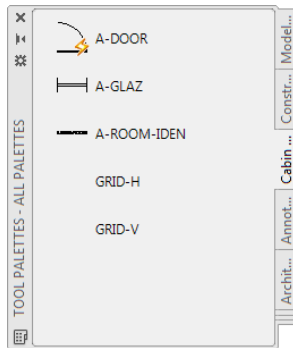 A-DOOR
A-GLAZ
A-ROOM-IDEN
GRID-H
GRID-V
TOOL PALETTES - ALL PALETTES
Model...
Constr...
Cabin ...
Annot...
Archit...